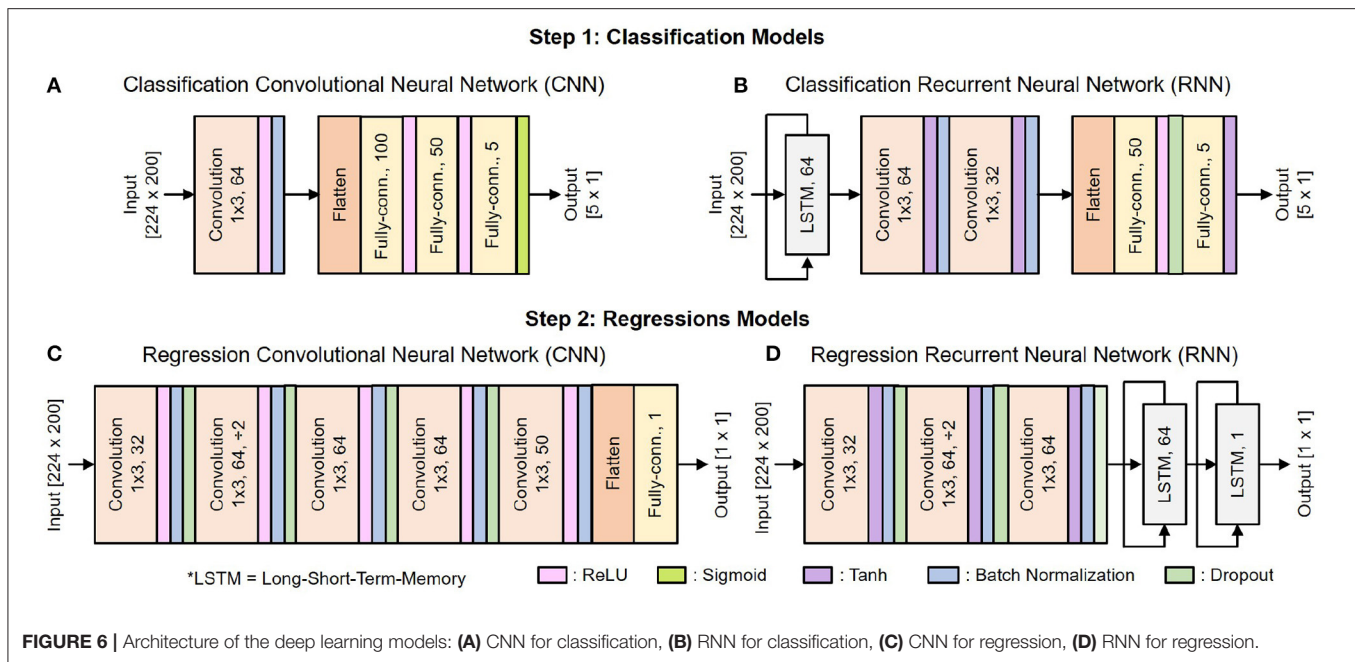 Step 1: Classification Models
A
Classification Convolutional Neural Network (CNN)
Input
[224 x 200]
Convolution
1x3, 64
Flatten
Fully-conn., 100
Fully-conn., 50
Fully-conn., 5
Output
[5 x 1]
B
Classification Recurrent Neural Network (RNN)
Input
[224 x 200]
LSTM, 64
Convolution
1x3, 64
Convolution
1x3, 32
Flatten
Fully-conn., 50
Fully-conn., 5
Output
[5 x 1]
Step 2: Regressions Models
C
Regression Convolutional Neural Network (CNN)
Input [224 x 200]
Convolution
1x3, 32
Convolution
1x3, 64, ÷2
Convolution
1x3, 64
Convolution
1x3, 64
Convolution
1x3, 50
Flatten
Fully-conn., 1
Output [1 x 1]
D
Regression Recurrent Neural Network (RNN)
Input [224 x 200]
Convolution
1x3, 32
Convolution
1x3, 64, ÷2
Convolution
1x3, 64
LSTM, 64
LSTM, 1
Output [1 x 1]
*LSTM = Long-Short-Term-Memory
: ReLU
: Sigmoid
: Tanh
: Batch Normalization
: Dropout
FIGURE 6 | Architecture of the deep learning models: (A) CNN for classification, (B) RNN for classification, (C) CNN for regression, (D) RNN for regression.